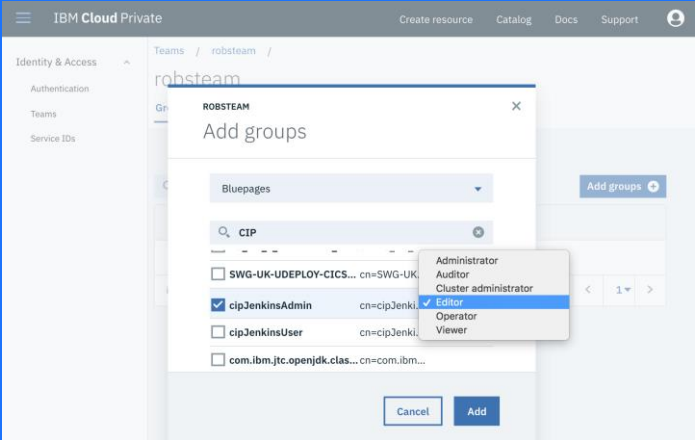 IBM Cloud Private
Create resource
Catalog
Docs
Support
Identity & Access
Authentication
Teams
Service IDs
Teams / robsteam /
robsteam
Gr
Add groups
1
ROBSTEAM
Add groups
Bluepages
CIP
SWG-UK-UDEPLOY-CICS... cn=SWG-UK.
cipJenkinsAdmin cn=cipJenki.
cipJenkinsUser cn=cipJenki...
com.ibm.jtc.openjdk.clas... cn=com.ibm...
Administrator
Auditor
Cluster administrator
Editor
Operator
Viewer
Cancel
Add